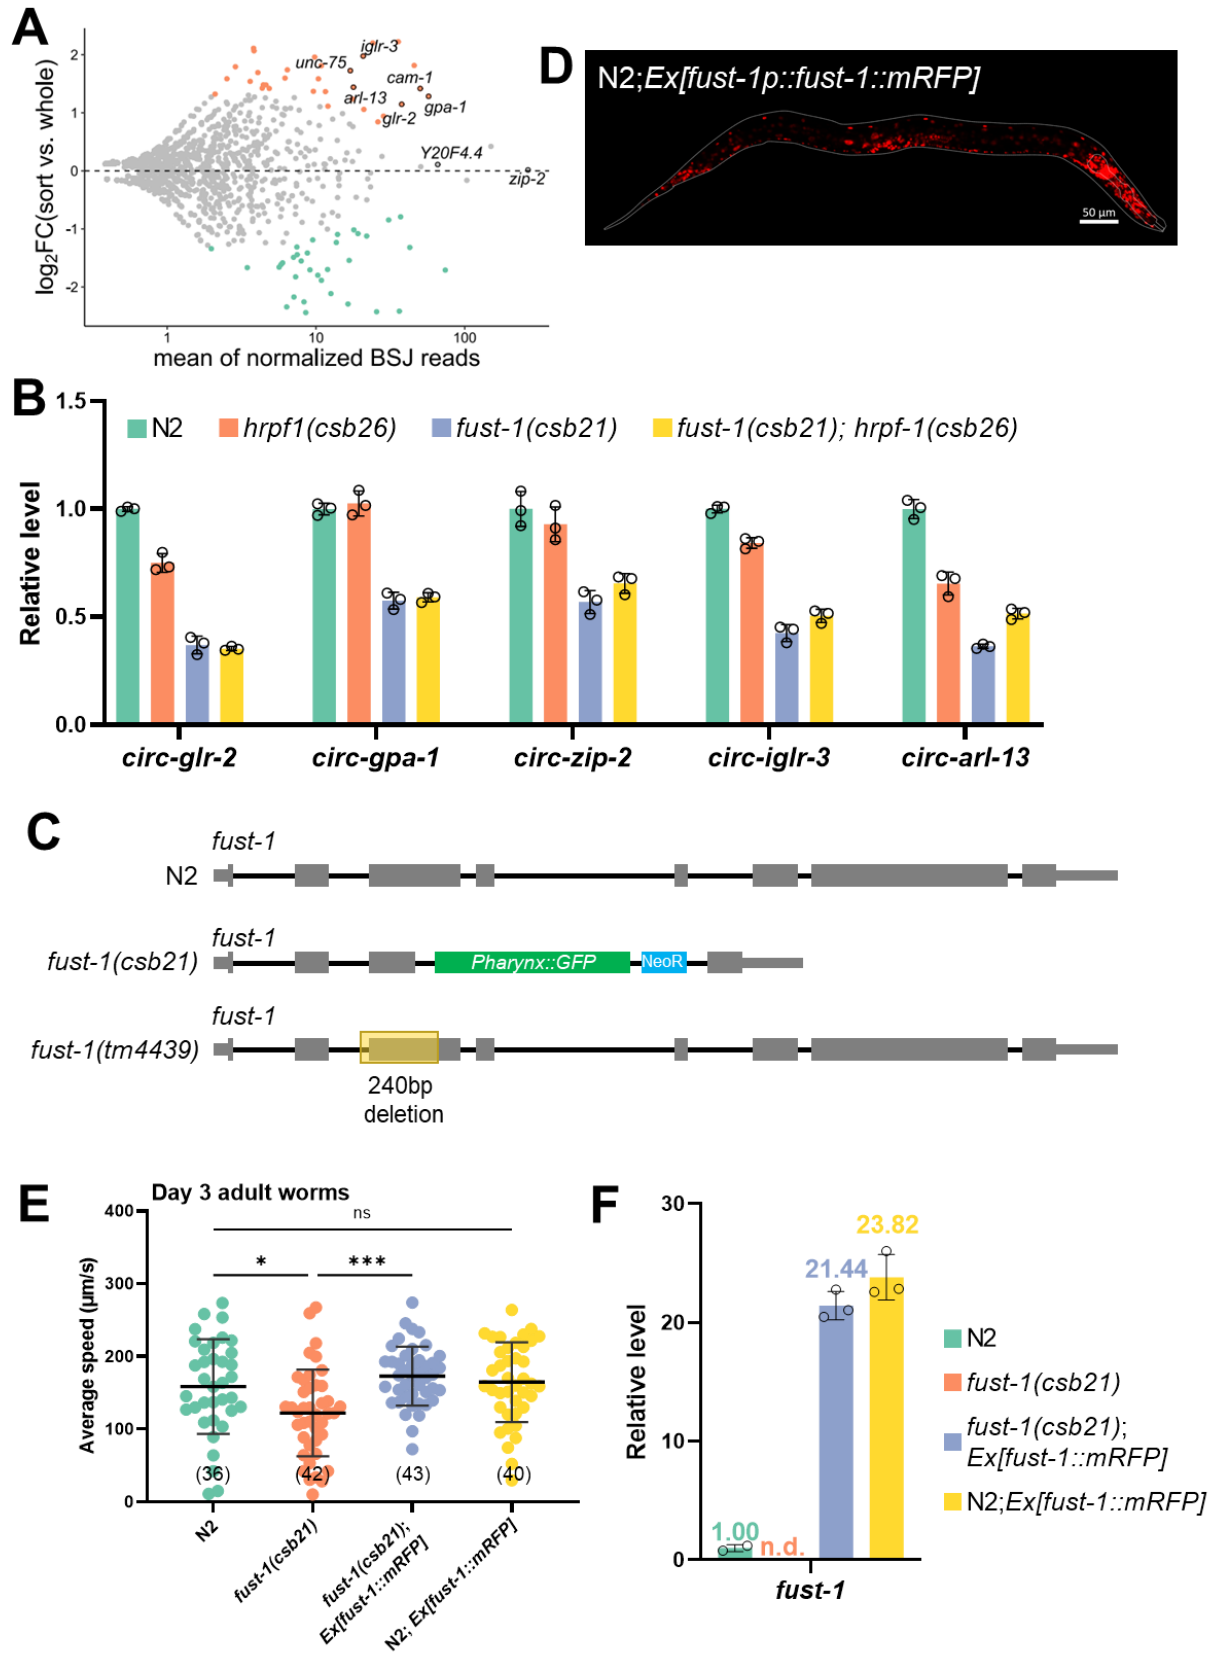 A
log2FC(sort vs. whole)
2
1
0
-1
-2
1
10
100
mean of normalized BSJ reads
iglr-3
unc-75
cam-1
arl-13
gpa-1
glr-2
Y20F4.4
zip-2
D
N2;Ex[fust-1p::fust-1::mRFP]
50 µm
B
Relative level
1.5
1.0
0.5
0.0
N2
hrpf1(csb26)
fust-1(csb21)
fust-1(csb21); hrpf-1(csb26)
circ-glr-2
circ-gpa-1
circ-zip-2
circ-iglr-3
circ-arl-13
C
fust-1
N2
fust-1
fust-1(csb21)
Pharynx::GFP
NeoR
fust-1
fust-1(tm4439)
240bp
deletion
E
Day 3 adult worms
Average speed (µm/s)
400
300
200
100
0
ns
*
***
(36)
(42)
(43)
(40)
N2
fust-1(csb21)
fust-1(csb21);
Ex[fust-1::mRFP]
N2; Ex[fust-1::mRFP]
F
Relative level
30
20
10
0
1.00
n.d.
21.44
23.82
fust-1
N2
fust-1(csb21)
fust-1(csb21);
Ex[fust-1::mRFP]
N2;Ex[fust-1::mRFP]